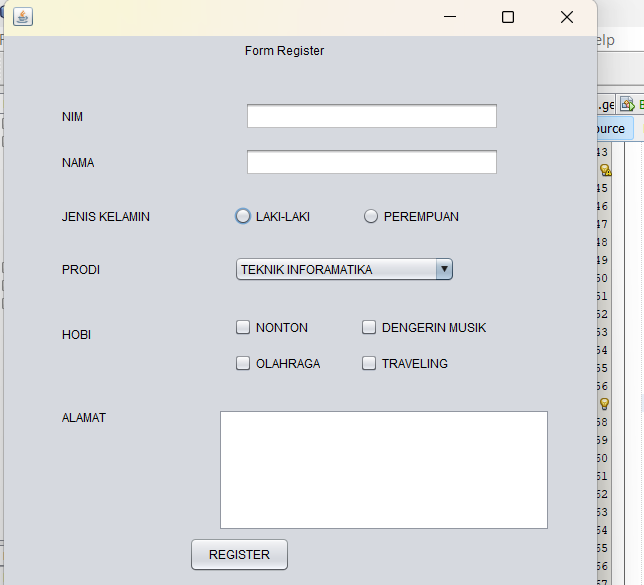 Form Register
elp
.ge
ource
NIM
43
NAMA
45
46
JENIS KELAMIN LAKI-LAKI PEREMPUAN
47
48
49
PRODI TEKNIK INFORAMATIKA
50
51
52
HOBI NONTON DENGERIN MUSIK
53
54
OLAHRAGA TRAVELING
55
56
ALAMAT
58
59
60
61
62
63
64
REGISTER
65
66
67